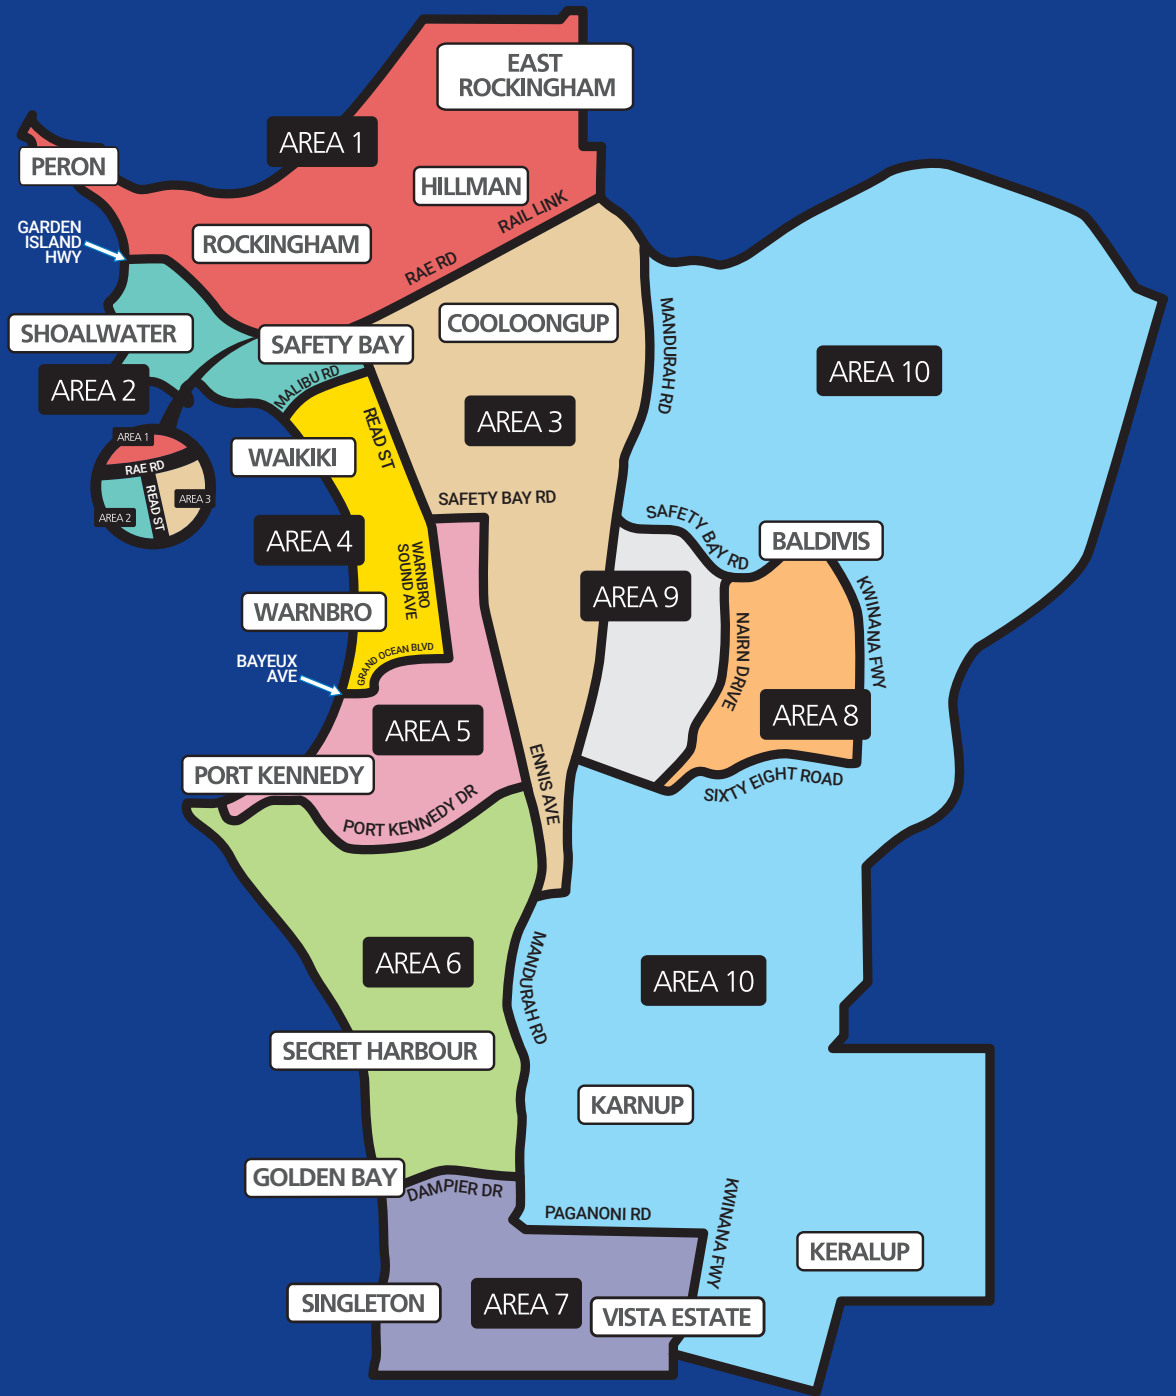 EAST
ROCKINGHAM
AREA 1
PERON
HILLMAN
RAIL LINK
GARDEN
ISLAND
HWY
ROCKINGHAM
RAE RD
COOLOONGUP
MANDURAH RD
SHOALWATER
SAFETY BAY
AREA 10
AREA 2
MALIBU RD
AREA 3
READ ST
AREA 1
RAE RD
READ ST
AREA 3
AREA 2
WAIKIKI
SAFETY BAY RD
SAFETY BAY RD
AREA 4
BALDIVIS
WARNBRO
SOUND AVE
AREA 9
KWINANA FWY
WARNBRO
NAIRN DRIVE
GRAND OCEAN BLVD
BAYEUX
AVE
AREA 5
AREA 8
PORT KENNEDY
ENNIS AVE
SIXTY EIGHT ROAD
PORT KENNEDY DR
AREA 6
MANDURAH RD
AREA 10
SECRET HARBOUR
KARNUP
GOLDEN BAY
DAMPIER DR
PAGANONI RD
KWINANA FWY
KERALUP
SINGLETON
AREA 7
VISTA ESTATE